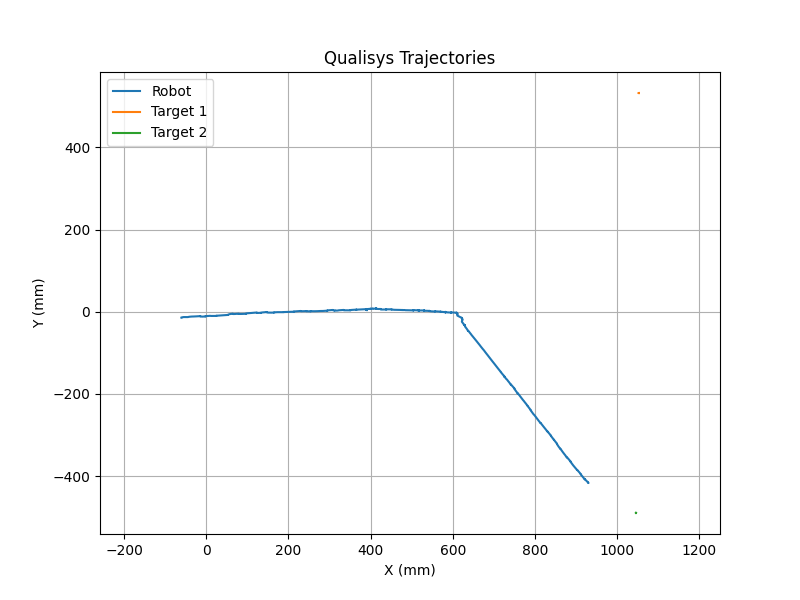 Qualisys Trajectories
Robot
Target 1
Target 2
400
200
0
−200
−400
Y (mm)
−200 0 200 400 600 800 1000 1200
X (mm)